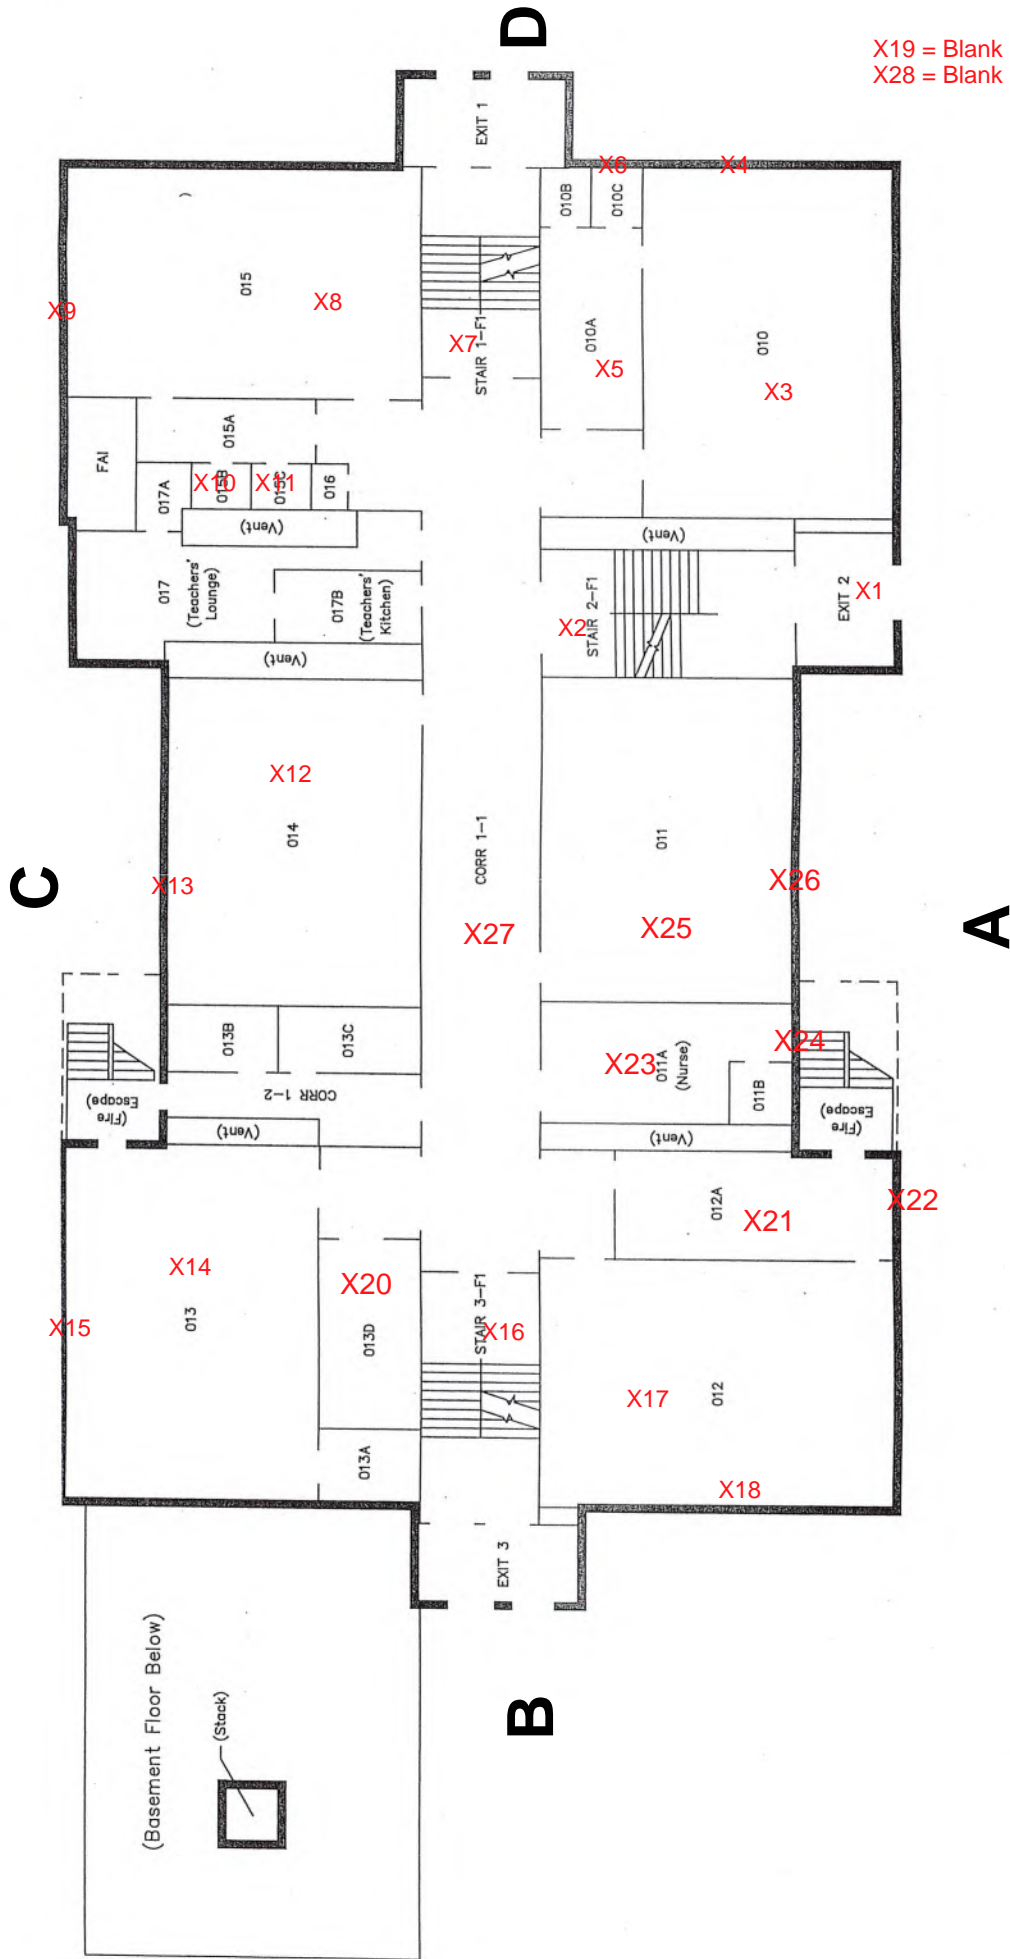 D
X19 = Blank
X28 = Blank
EXIT 1
X6
X4
010B
010C
015
X9
X8
X7
STAIR 1-F1
010A
X5
010
X3
FAI
015A
017A
X10
015B
X11
015C
016
(Vent)
(Vent)
017
(Teachers'
Lounge)
017B
(Teachers'
Kitchen)
X2
STAIR 2-F1
EXIT 2
X1
(Vent)
X12
014
CORR 1-1
011
C
X13
X26
X27
X25
A
013B
013C
X23
011A
(Nurse)
X24
011B
CORR 1-2
(Fire
Escape)
(Fire
Escape)
(Vent)
(Vent)
012A
X21
X22
X14
013
X15
X20
013D
STAIR 3-F1
X16
X17
012
013A
X18
EXIT 3
B
(Basement Floor Below)
(Stack)